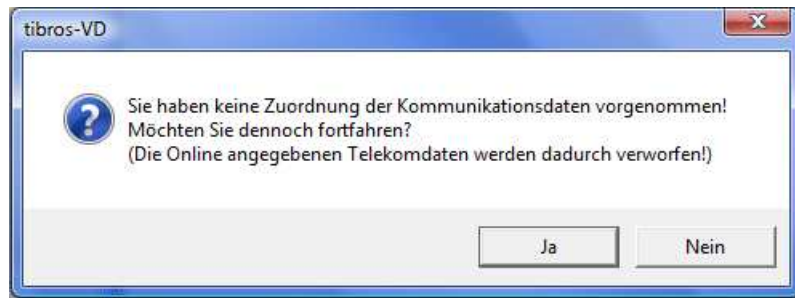 tibros-VD
Sie haben keine Zuordnung der Kommunikationsdaten vorgenommen!
Möchten Sie dennoch fortfahren?
(Die Online angegebenen Telekomdaten werden dadurch verworfen!)
Ja
Nein